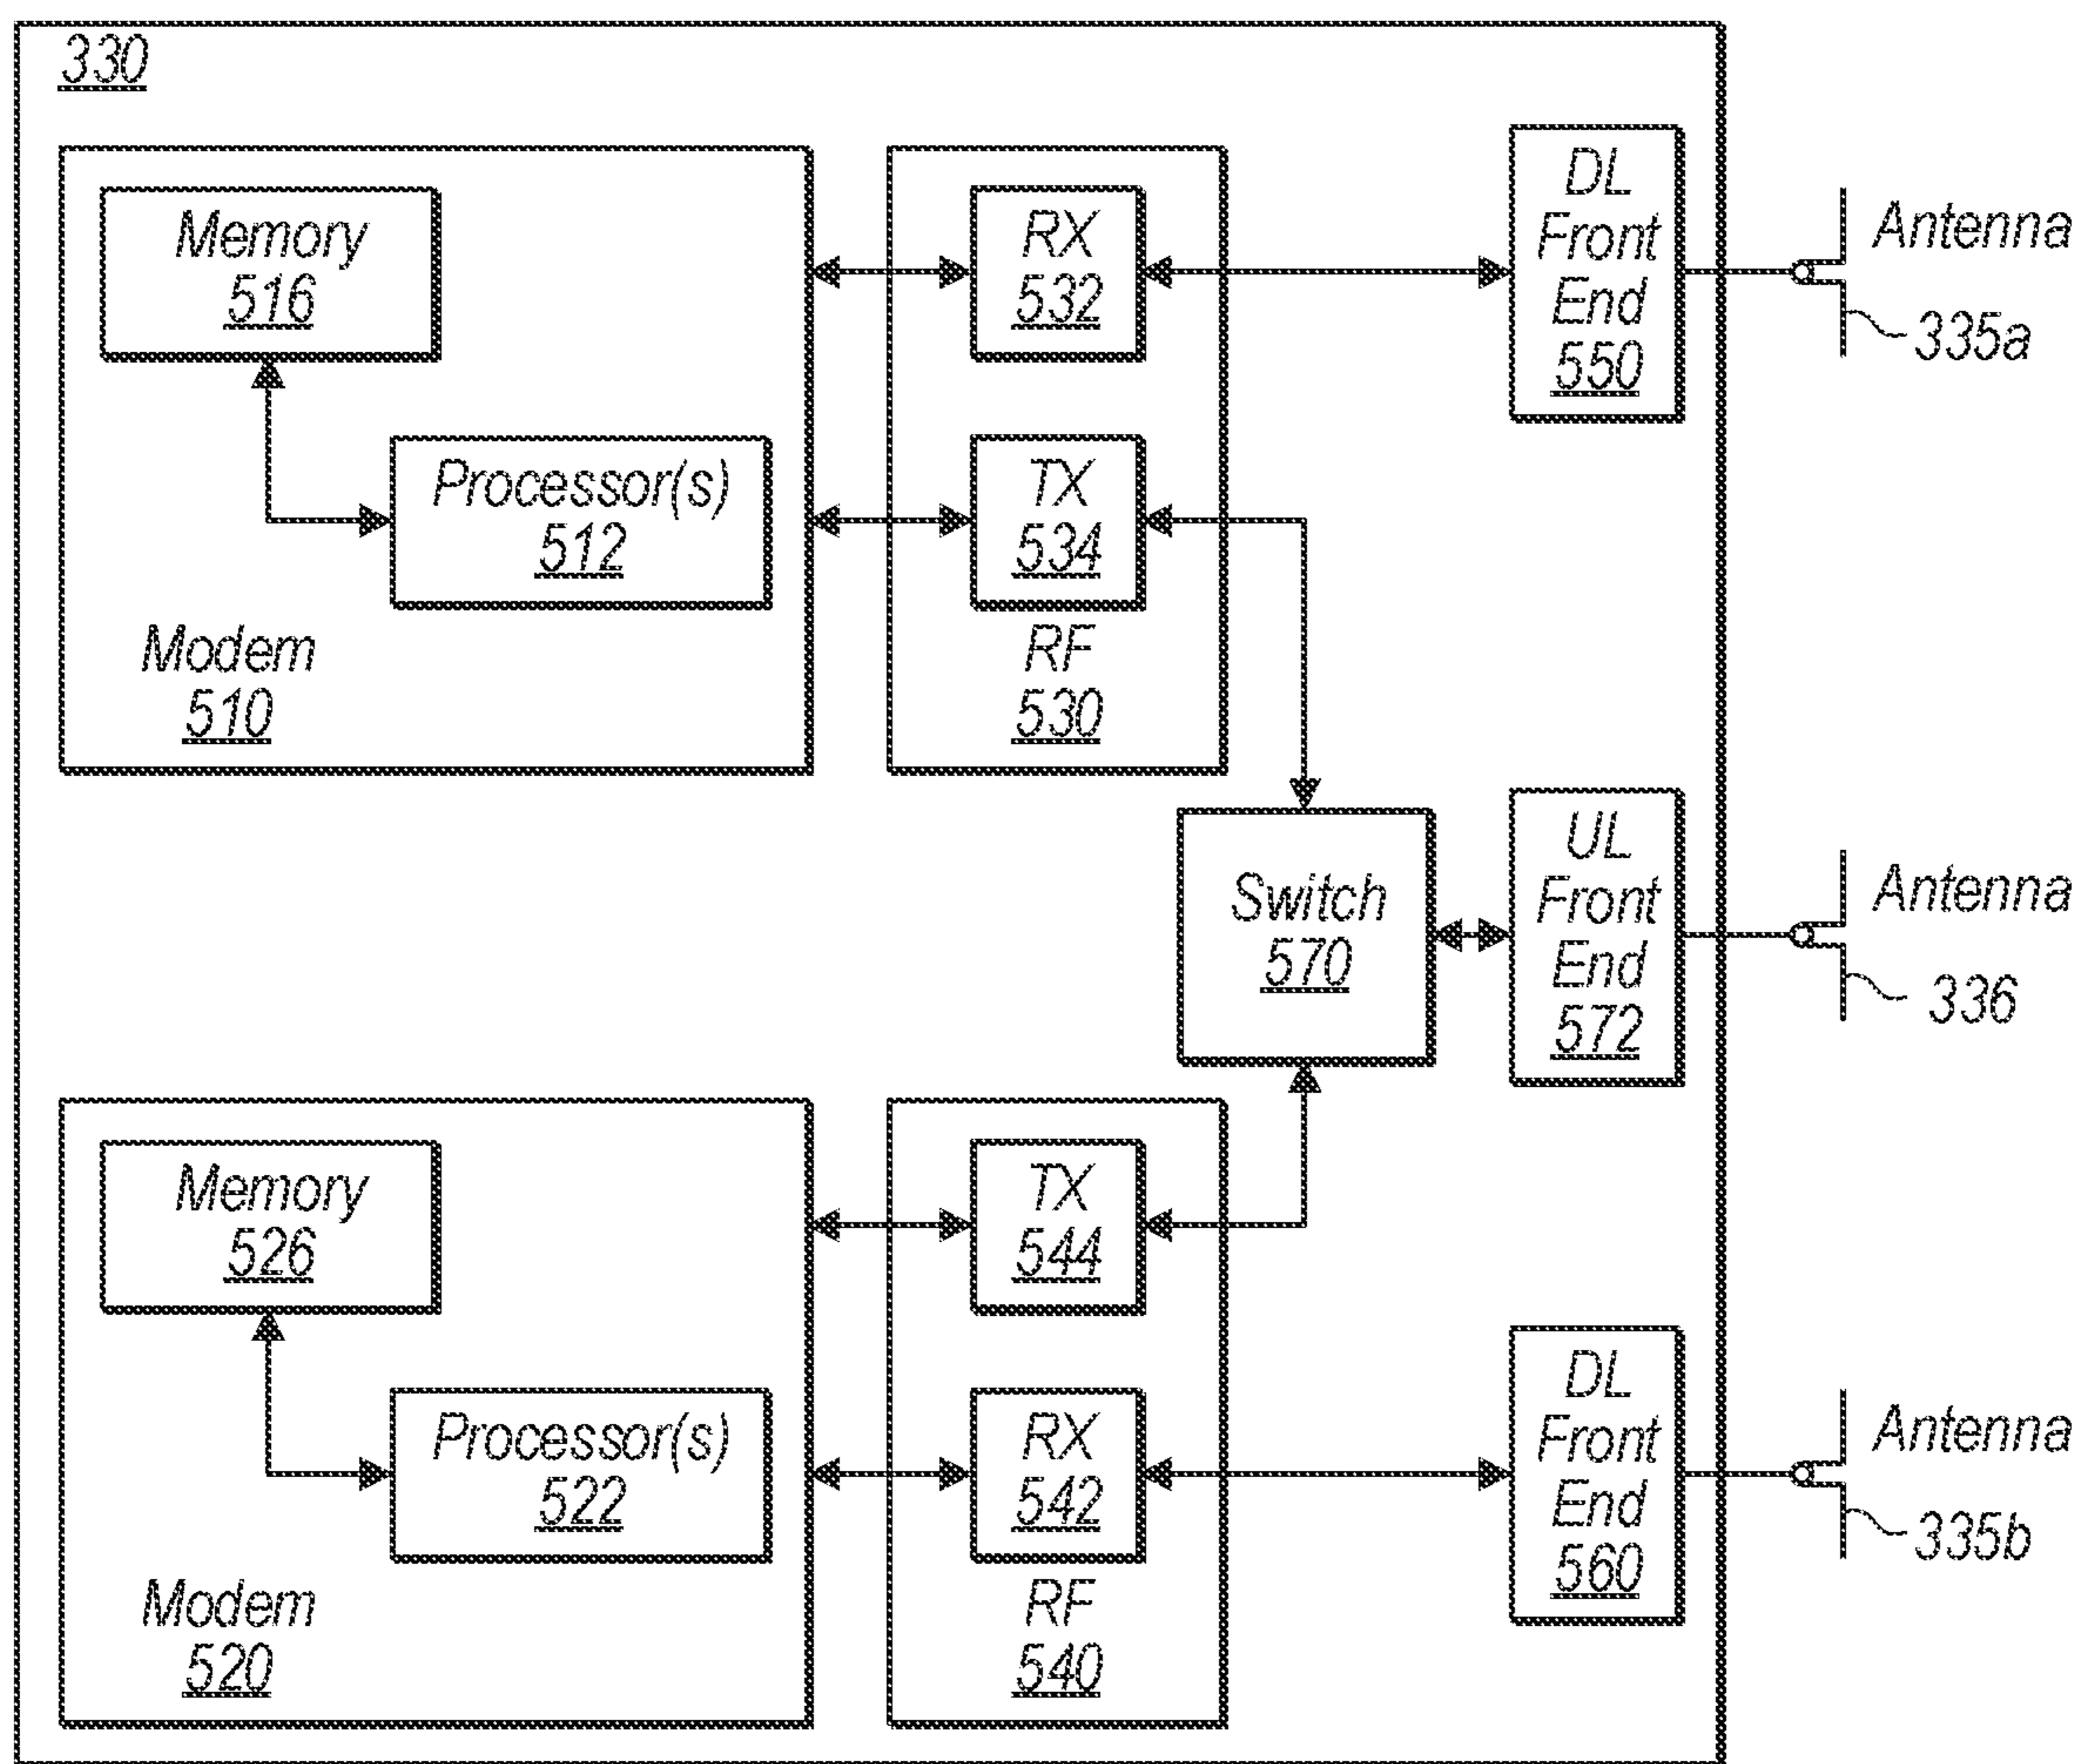 330
Memory
516
Processor(s)
512
Modem
510
RX
532
TX
534
RF
530
DL
Front
End
550
Antenna
335a
Switch
570
UL
Front
End
572
Antenna
336
Memory
526
Processor(s)
522
Modem
520
TX
544
RX
542
RF
540
DL
Front
End
560
Antenna
335b